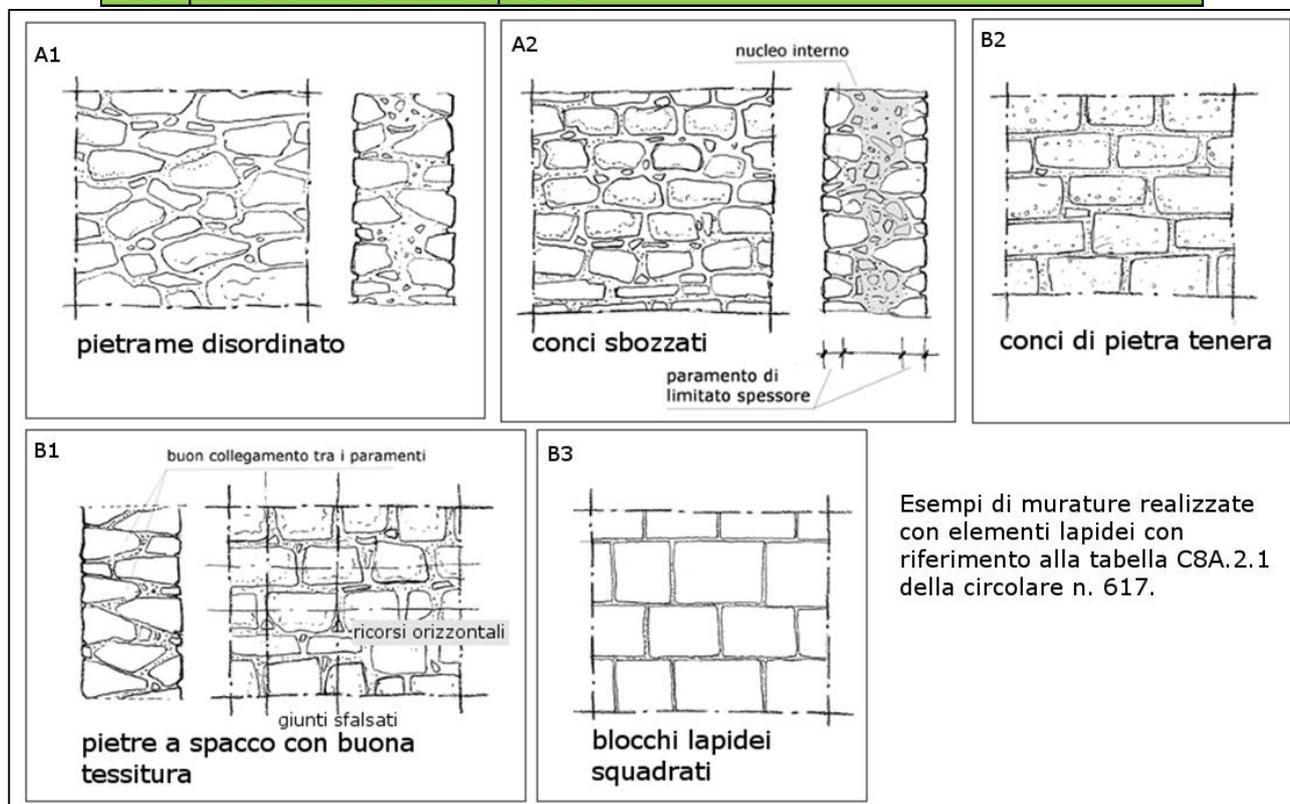 A1
pietrame disordinato
A2
nucleo interno
conci sbozzati
paramento di
limitato spessore
B2
conci di pietra tenera
B1
buon collegamento tra i paramenti
ricorsi orizzontali
giunti sfalsati
pietre a spacco con buona
tessitura
B3
blocchi lapidei
squadrati
Esempi di murature realizzate
con elementi lapidei con
riferimento alla tabella C8A.2.1
della circolare n. 617.